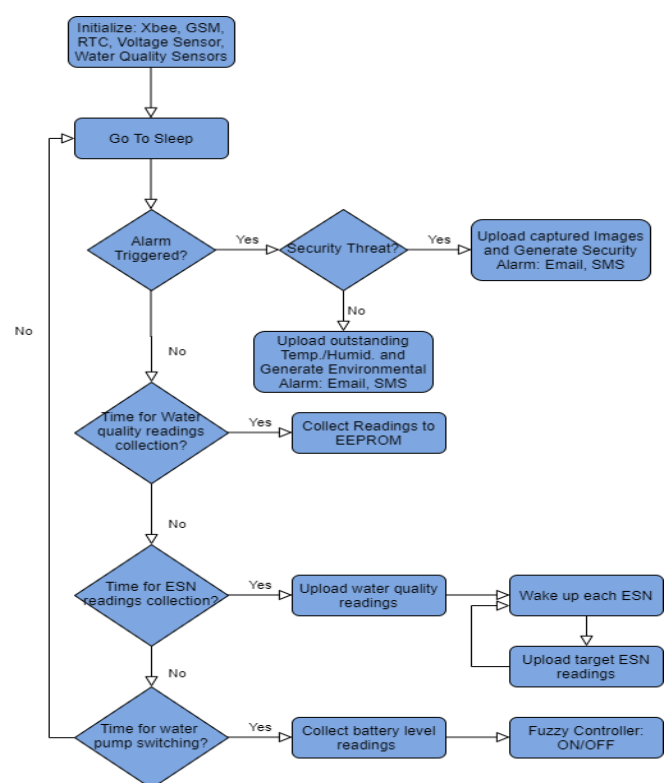 Initialize: Xbee, GSM,
RTC, Voltage Sensor,
Water Quality Sensors
Go To Sleep
Alarm
Triggered?
Yes
Security Threat?
Yes
Upload captured Images
and Generate Security
Alarm: Email, SMS
No
No
Upload outstanding
Temp./Humid. and
Generate Environmental
Alarm: Email, SMS
No
Time for Water
quality readings
collection?
Yes
Collect Readings to
EEPROM
No
Time for ESN
readings collection?
Yes
Upload water quality
readings
Wake up each ESN
Upload target ESN
readings
No
Time for water
pump switching?
Yes
Collect battery level
readings
Fuzzy Controller:
ON/OFF